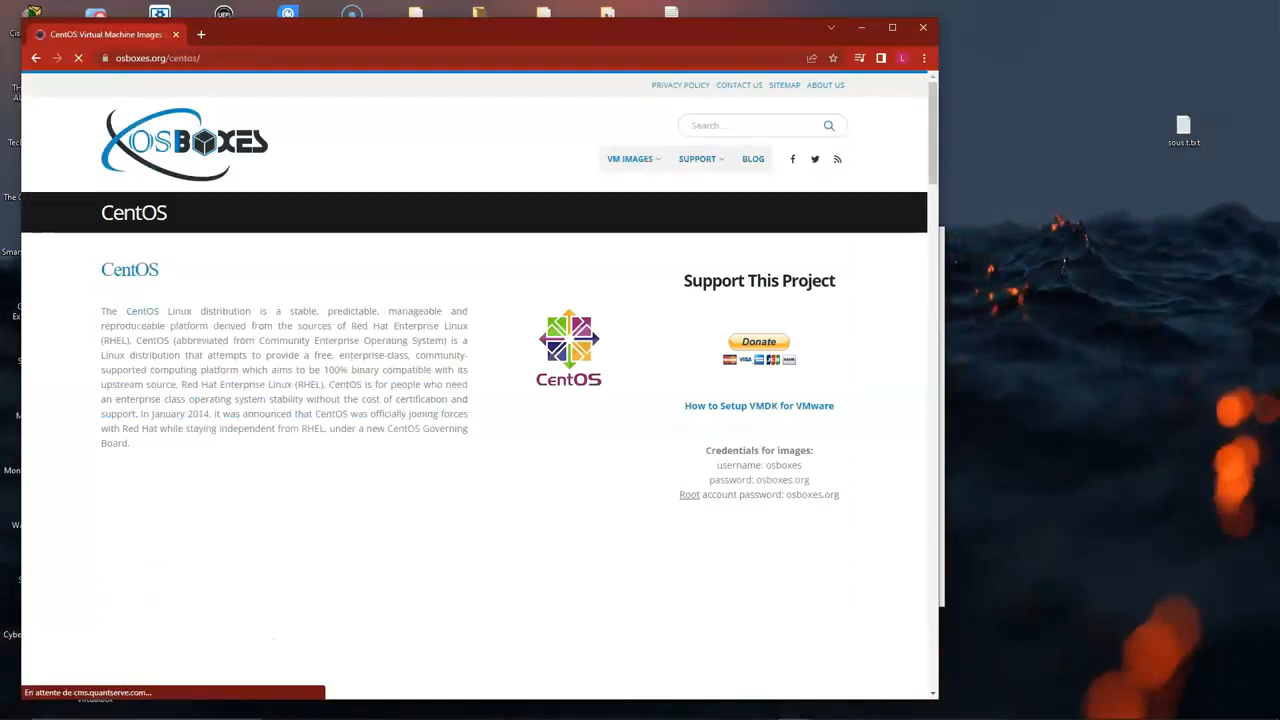 CentOS Virtual Machine Images
osboxes.org/centos/
L
PRIVACY POLICY CONTACT US SITEMAP ABOUT US
OSBOXES
Search...
VM IMAGES SUPPORT BLOG
CentOS
CentOS
The CentOS Linux distribution is a stable, predictable, manageable and
reproduceable platform derived from the sources of Red Hat Enterprise Linux
(RHEL). CentOS (abbreviated from Community Enterprise Operating System) is a
Linux distribution that attempts to provide a free, enterprise-class, community-
supported computing platform which aims to be 100% binary compatible with its
upstream source, Red Hat Enterprise Linux (RHEL). CentOS is for people who need
an enterprise class operating system stability without the cost of certification and
support. In January 2014, it was announced that CentOS was officially joining forces
with Red Hat while staying independent from RHEL, under a new CentOS Governing
Board.
CentOS
Support This Project
Donate
VISA
How to Setup VMDK for VMware
Credentials for images:
username: osboxes
password: osboxes.org
Root account password: osboxes.org
En attente de cms.quantserve.com...
VirtualBox
sous t.txt